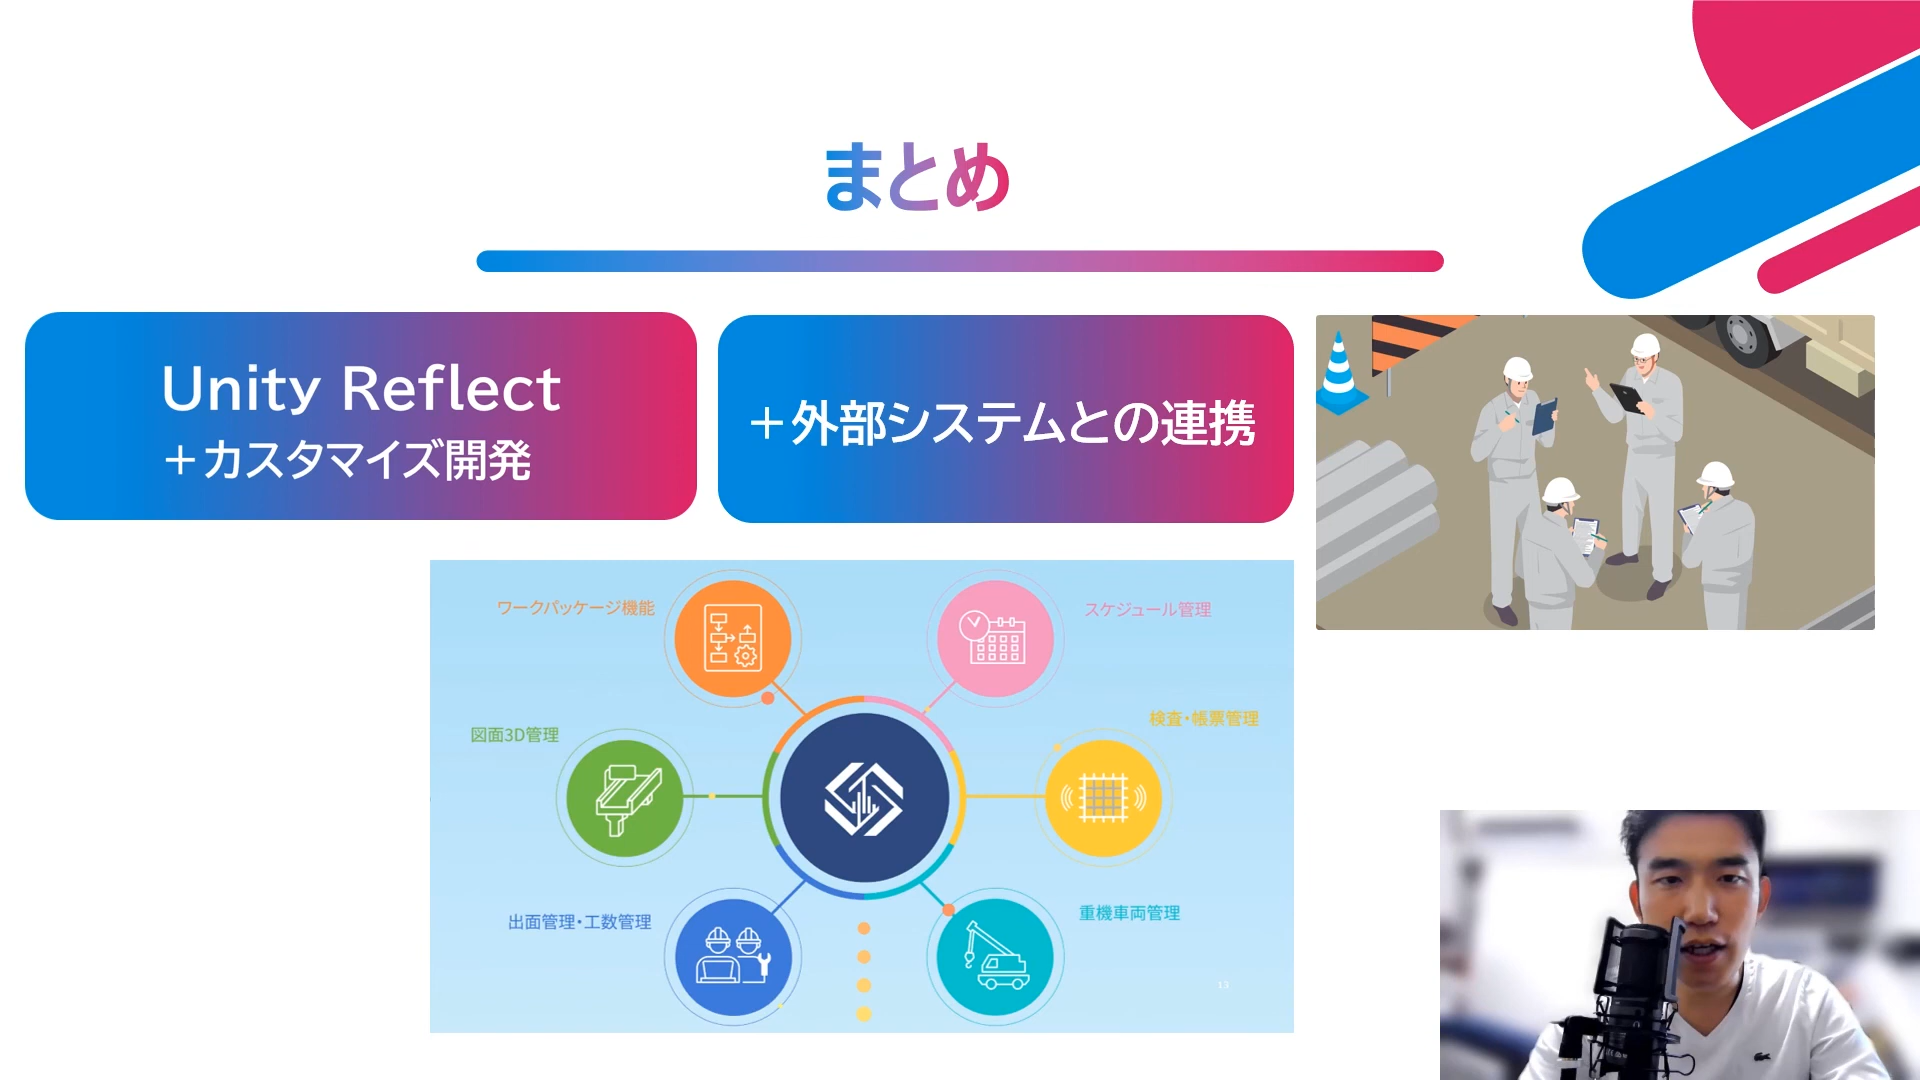 まとめ
Unity Reflect
＋カスタマイズ開発
＋外部システムとの連携
ワークパッケージ機能
スケジュール管理
検査・帳票管理
図面3D管理
出面管理・工数管理
重機車両管理
13